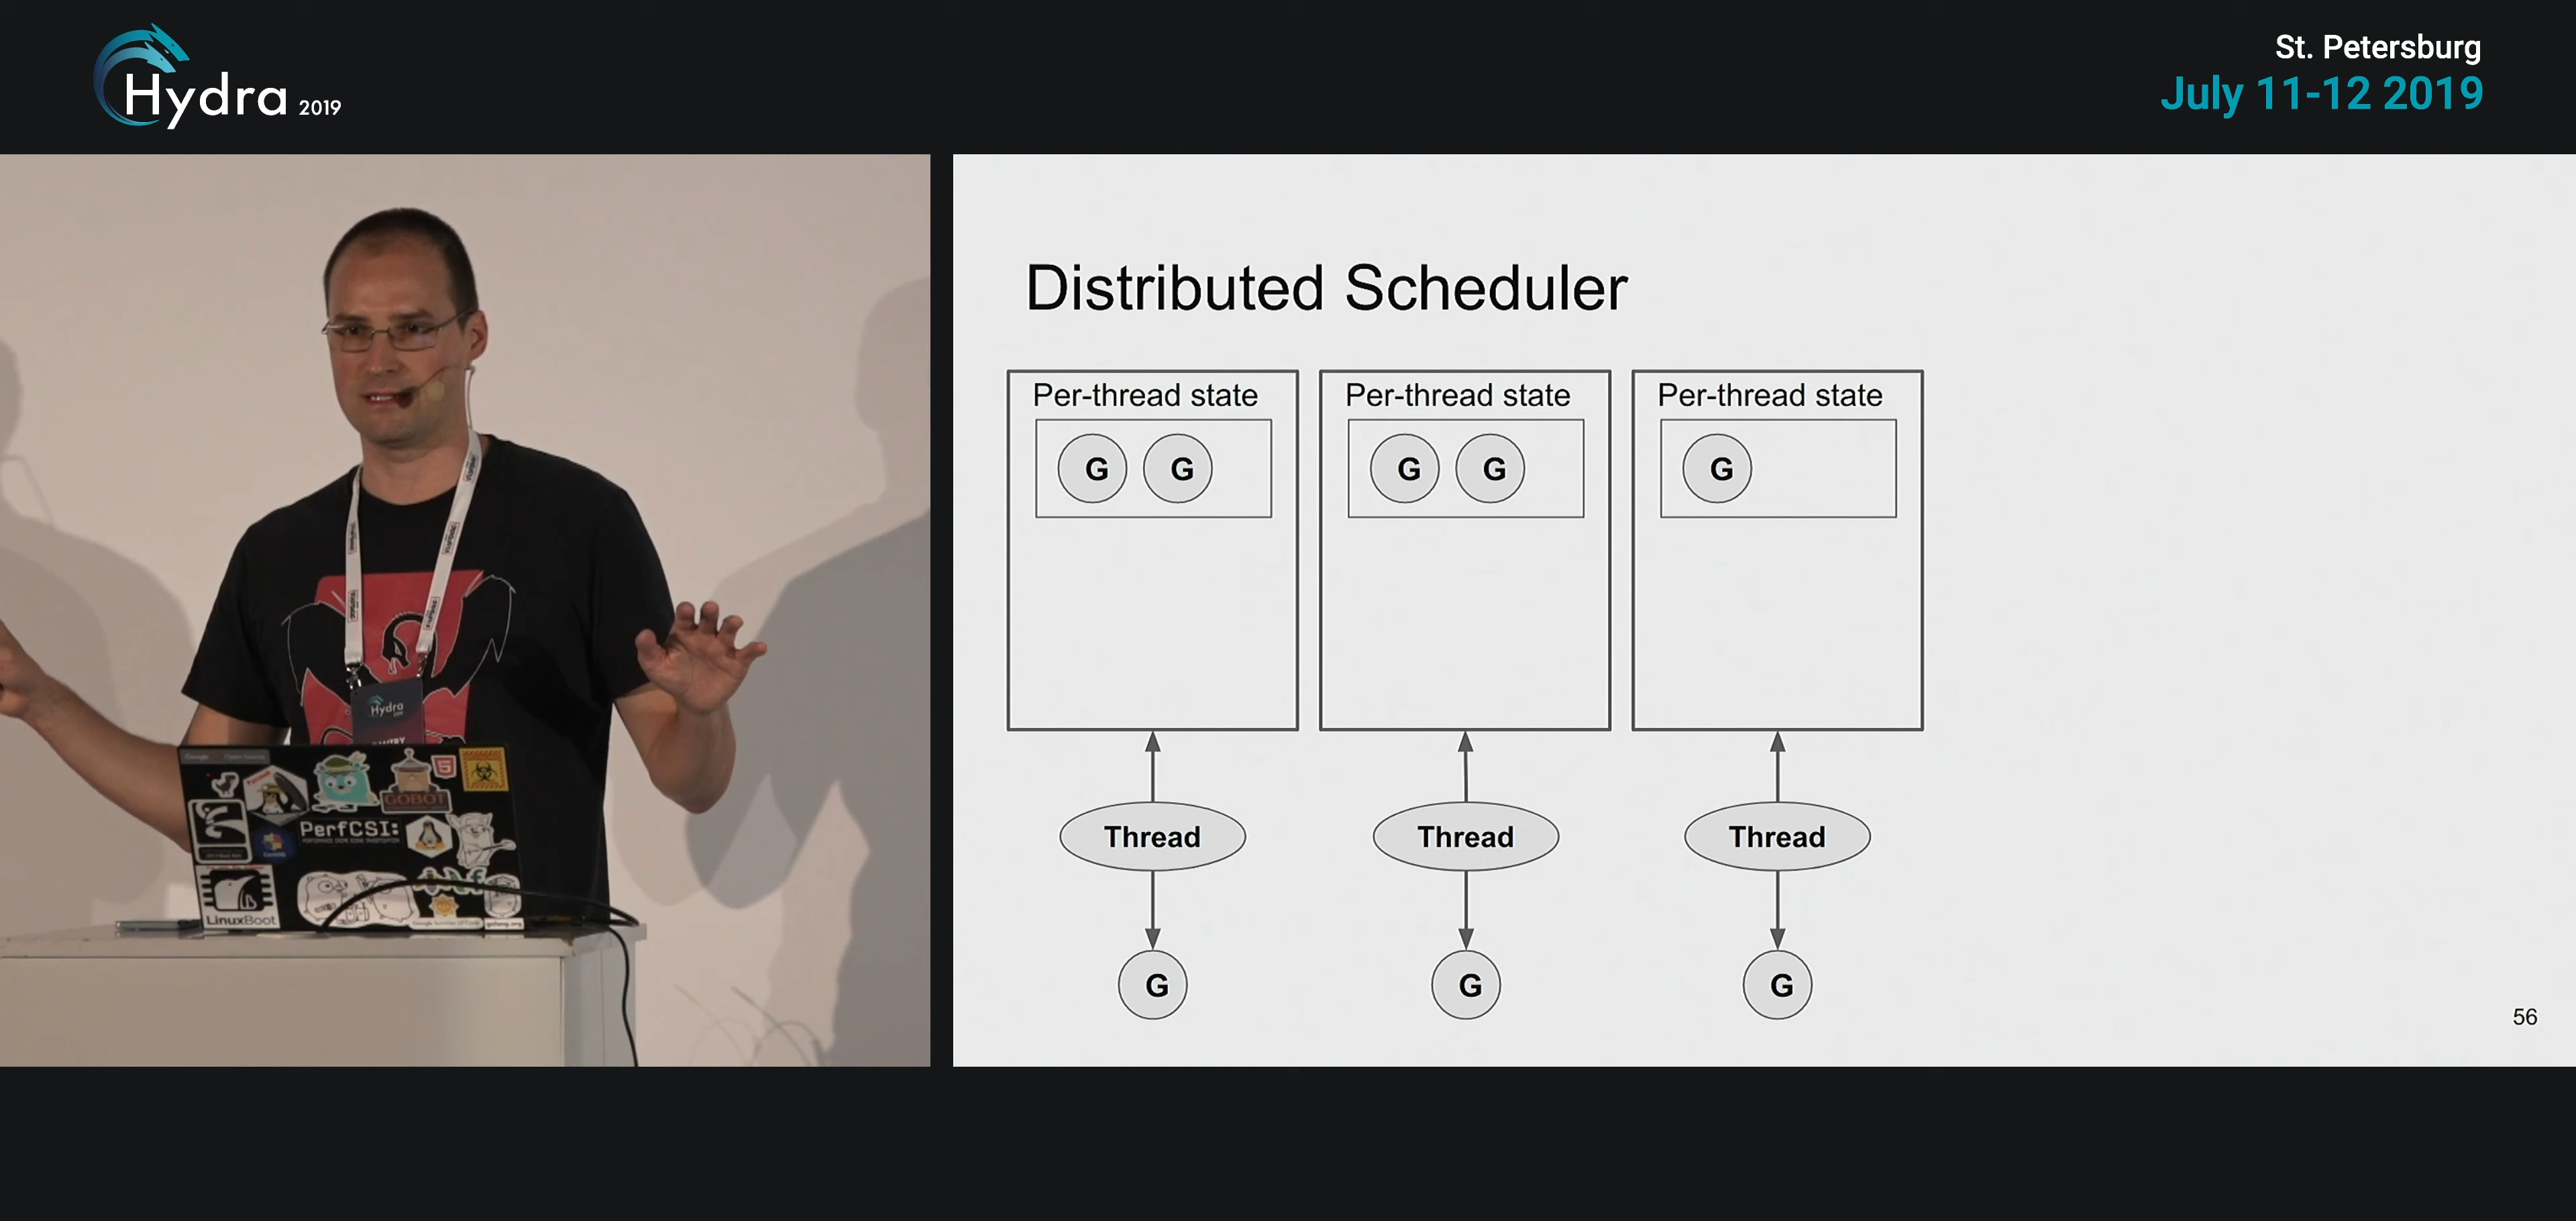 Hydra 2019
St. Petersburg
July 11-12 2019
Distributed Scheduler
Per-thread state
G G
Per-thread state
G G
Per-thread state
G
Thread
Thread
Thread
G
G
G
56
Hydra
GOBOT
PerfCSI:
LinuxBoot